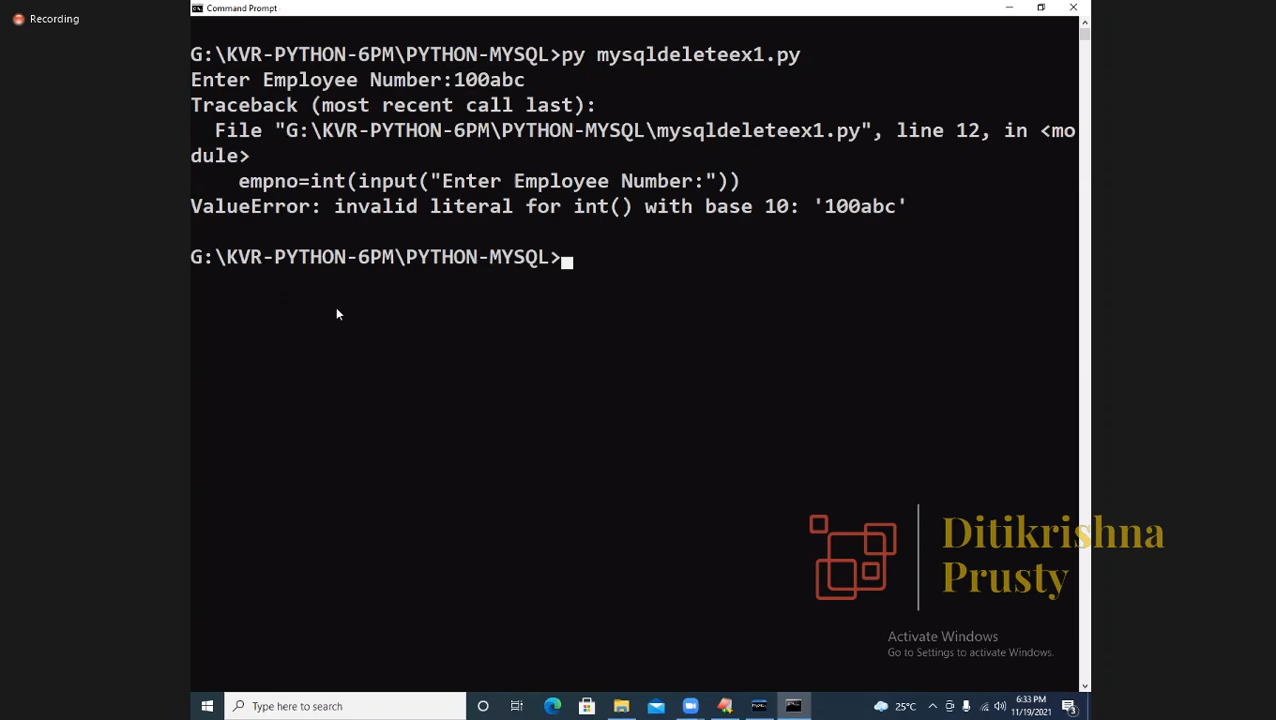 Recording
Command Prompt
G:\KVR-PYTHON-6PM\PYTHON-MYSQL>py mysqldeleteex1.py
Enter Employee Number:100abc
Traceback (most recent call last):
  File "G:\KVR-PYTHON-6PM\PYTHON-MYSQL\mysqldeleteex1.py", line 12, in <mo
dule>
    empno=int(input("Enter Employee Number:"))
ValueError: invalid literal for int() with base 10: '100abc'
G:\KVR-PYTHON-6PM\PYTHON-MYSQL>
Ditikrishna
Prusty
Activate Windows
Go to Settings to activate Windows.
Type here to search
25°C
6:33 PM
11/19/2021
3